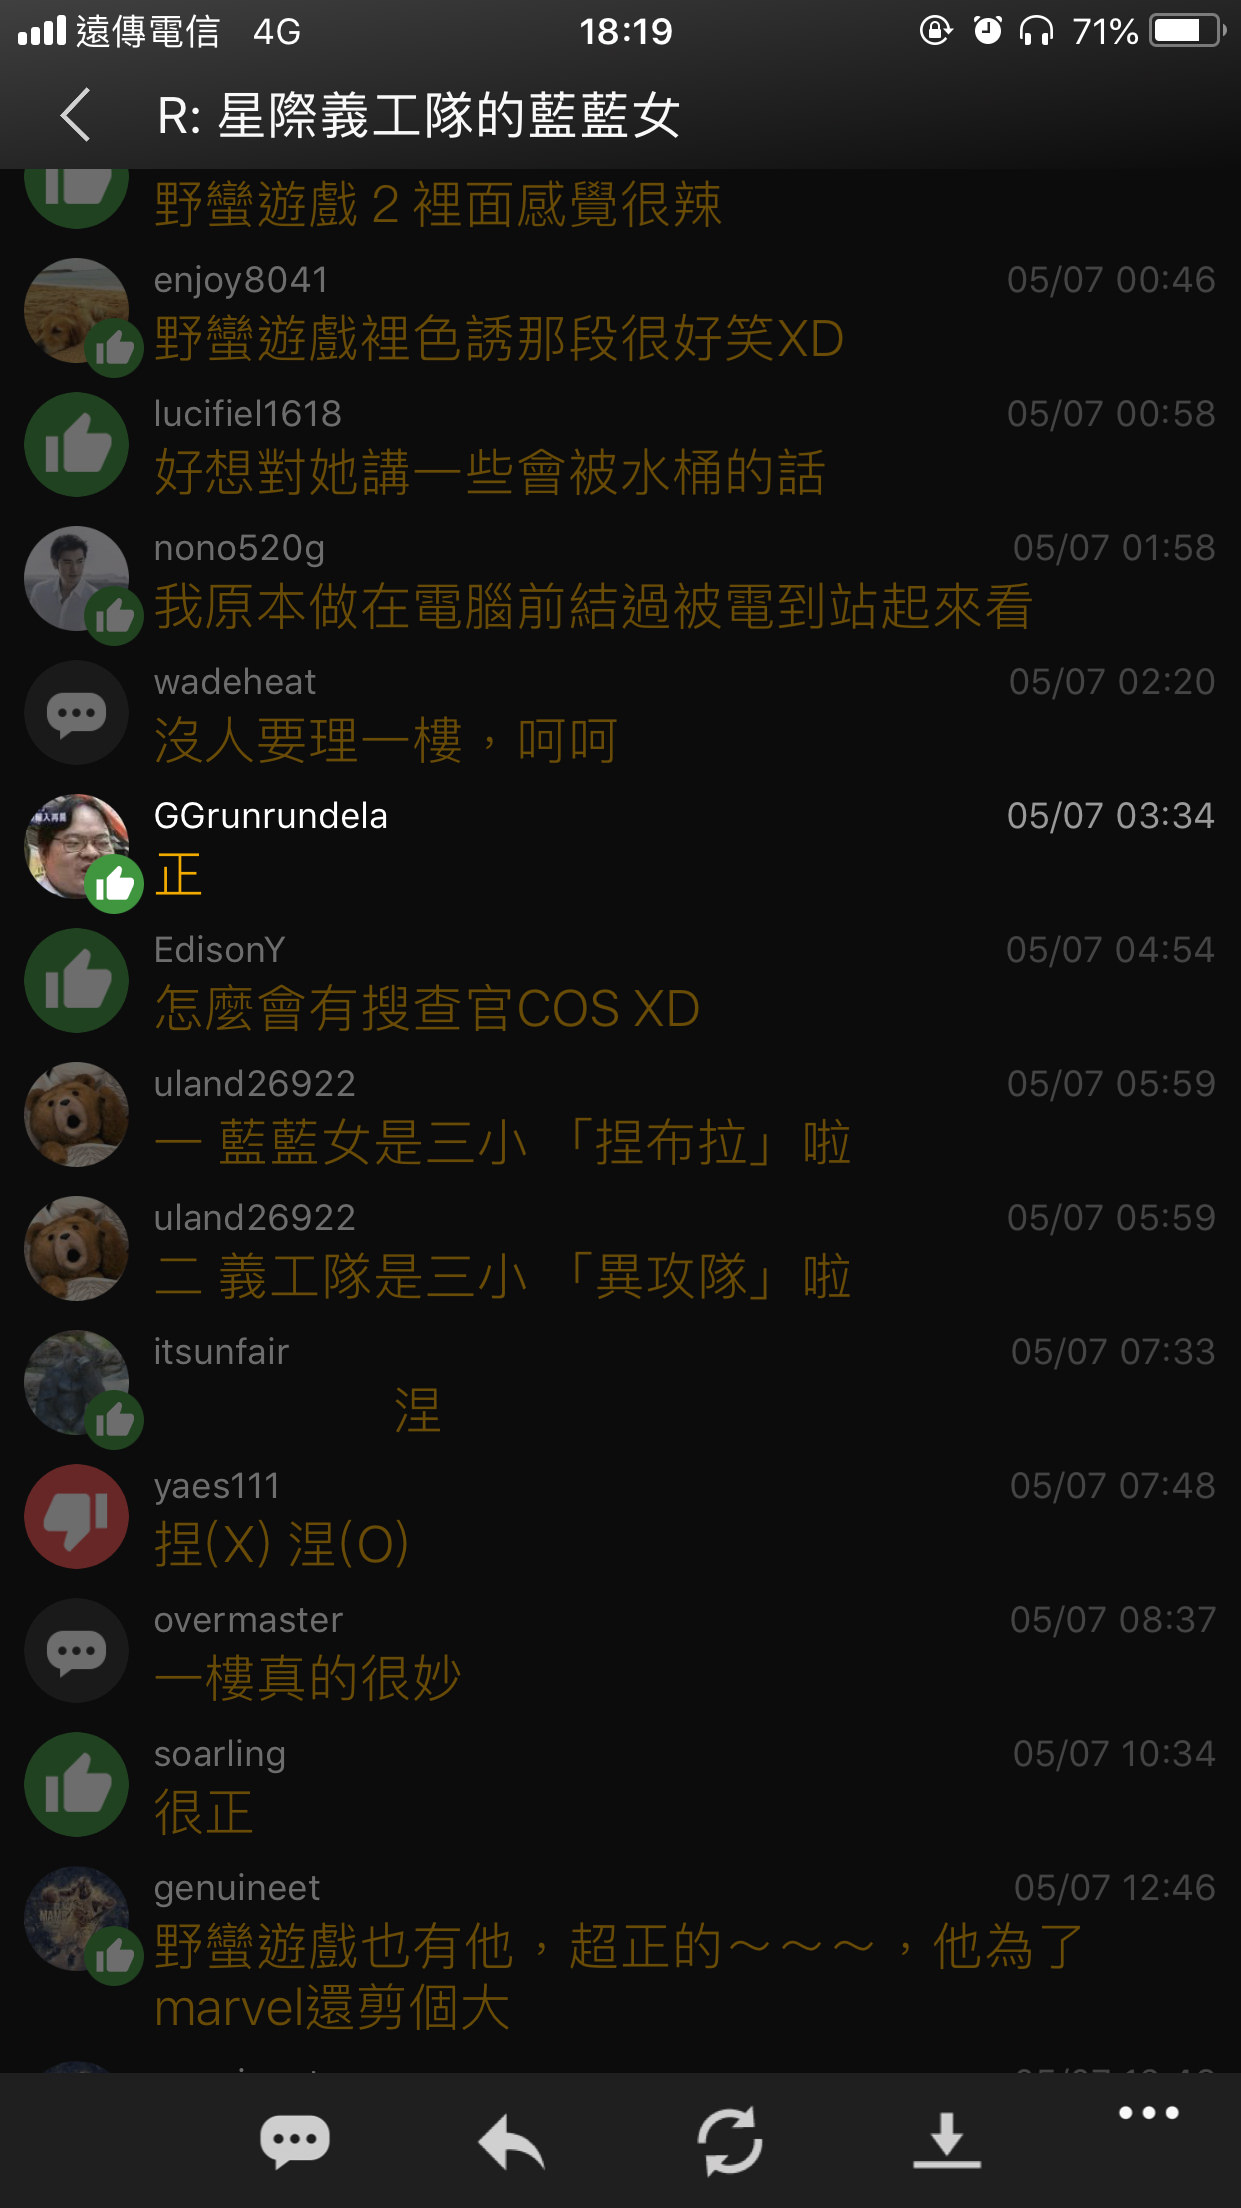 遠傳電信 4G 18:19 71%
R: 星際義工隊的藍藍女
野蠻遊戲２裡面感覺很辣
enjoy8041 05/07 00:46
野蠻遊戲裡色誘那段很好笑XD
lucifiel1618 05/07 00:58
好想對她講一些會被水桶的話
nono520g 05/07 01:58
我原本做在電腦前結過被電到站起來看
wadeheat 05/07 02:20
沒人要理一樓，呵呵
GGrunrundela 05/07 03:34
正
EdisonY 05/07 04:54
怎麼會有搜查官COS XD
uland26922 05/07 05:59
一 藍藍女是三小 「捏布拉」啦
uland26922 05/07 05:59
二 義工隊是三小 「異攻隊」啦
itsunfair 05/07 07:33
涅
yaes111 05/07 07:48
捏(X) 涅(O)
overmaster 05/07 08:37
一樓真的很妙
soarling 05/07 10:34
很正
genuineet 05/07 12:46
野蠻遊戲也有他，超正的～～～，他為了
marvel還剪個大